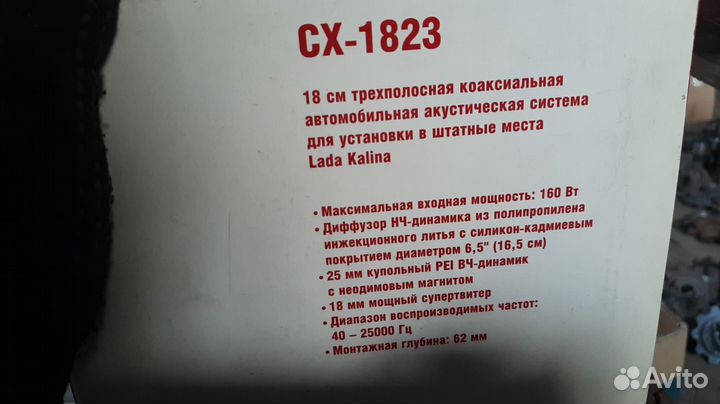 CX-1823
18 см трехполосная коаксиальная
автомобильная акустическая система
для установки в штатные места
Lada Kalina
• Максимальная входная мощность: 160 Вт
• Диффузор НЧ-динамика из полипропилена
инжекционного литья с силикон-кадмиевым
покрытием диаметром 6,5" (16,5 см)
• 25 мм купольный PEI ВЧ-динамик
с неодимовым магнитом
• 18 мм мощный супертвитер
• Диапазон воспроизводимых частот:
40 – 25000 Гц
• Монтажная глубина: 62 мм
Avito